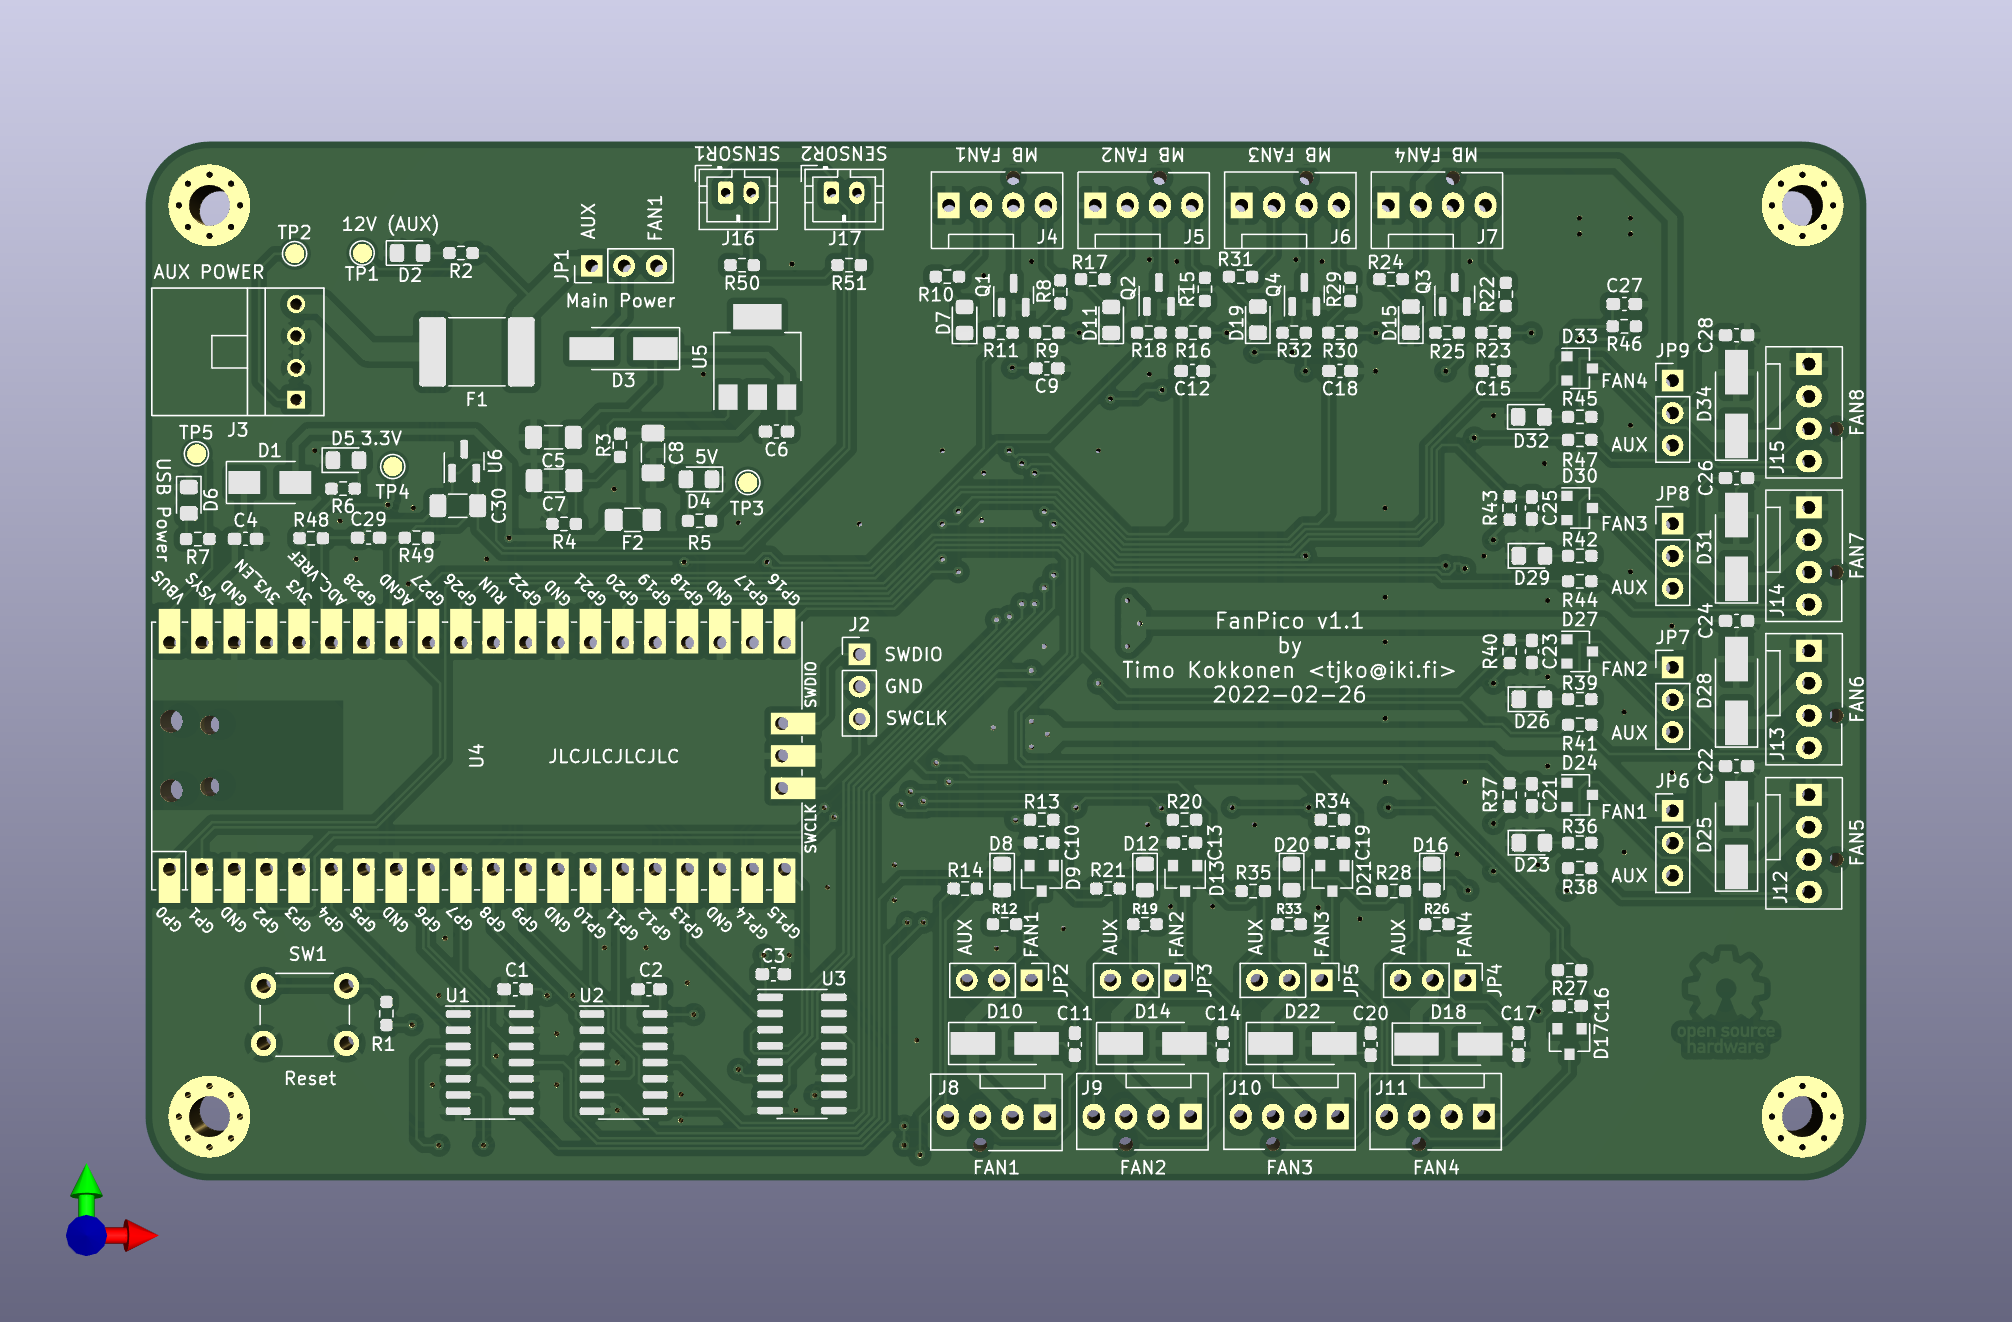 SENSOR1
SENSOR2
MB FAN1
MB FAN2
MB FAN3
MB FAN4
J16
J17
J4
J5
J6
J7
12V (AUX)
TP2
TP1
D2
R2
AUX POWER
JP1
AUX
FAN1
Main Power
R50
R51
R10
D7
Q1
R8
R11
R9
C9
R17
D11
Q2
R15
R18
R16
C12
R31
D19
Q4
R29
R32
R30
C18
R24
D15
Q3
R22
R25
R23
C15
C27
R46
J3
F1
D3
U5
C6
TP5
D1
D5
3.3V
TP4
R6
U6
C30
C5
C7
R3
C8
R4
F2
5V
D4
R5
TP3
USB Power
D6
R7
C4
R48
C29
R49
D33
FAN4
JP9
R45
AUX
D32
R47
C28
D34
J15
FAN8
D30
R43
C25
FAN3
JP8
R42
D29
R44
AUX
C26
D31
J14
FAN7
D27
R40
C23
FAN2
JP7
R39
D26
R41
AUX
C24
D28
J13
FAN6
D24
R37
C21
FAN1
JP6
R36
D23
R38
AUX
C22
D25
J12
FAN5
VBUS
VSYS
GND
3V3_EN
3V3
ADC_VREF
GP28
AGND
GP27
GP26
RUN
GP22
GND
GP21
GP20
GP19
GP18
GND
GP17
GP16
J2
SWDIO
GND
SWCLK
SWDIO
SWCLK
U4
JLCJLCJLCJLC
FanPico v1.1
by
Timo Kokkonen <tjko@iki.fi>
2022-02-26
GP0
GP1
GND
GP2
GP3
GP4
GP5
GND
GP6
GP7
GP8
GP9
GND
GP10
GP11
GP12
GP13
GND
GP14
GP15
R13
C10
D8
D9
R14
R12
AUX
FAN1
JP2
R20
C13
D12
D13
R21
R19
AUX
FAN2
JP3
R34
C19
D20
D21
R35
R33
AUX
FAN3
JP5
D16
R28
R26
AUX
FAN4
JP4
R27
C16
D17
SW1
R1
Reset
U1
C1
U2
C2
C3
U3
D10
C11
D14
C14
D22
C20
D18
C17
J8
J9
J10
J11
FAN1
FAN2
FAN3
FAN4
open source
hardware